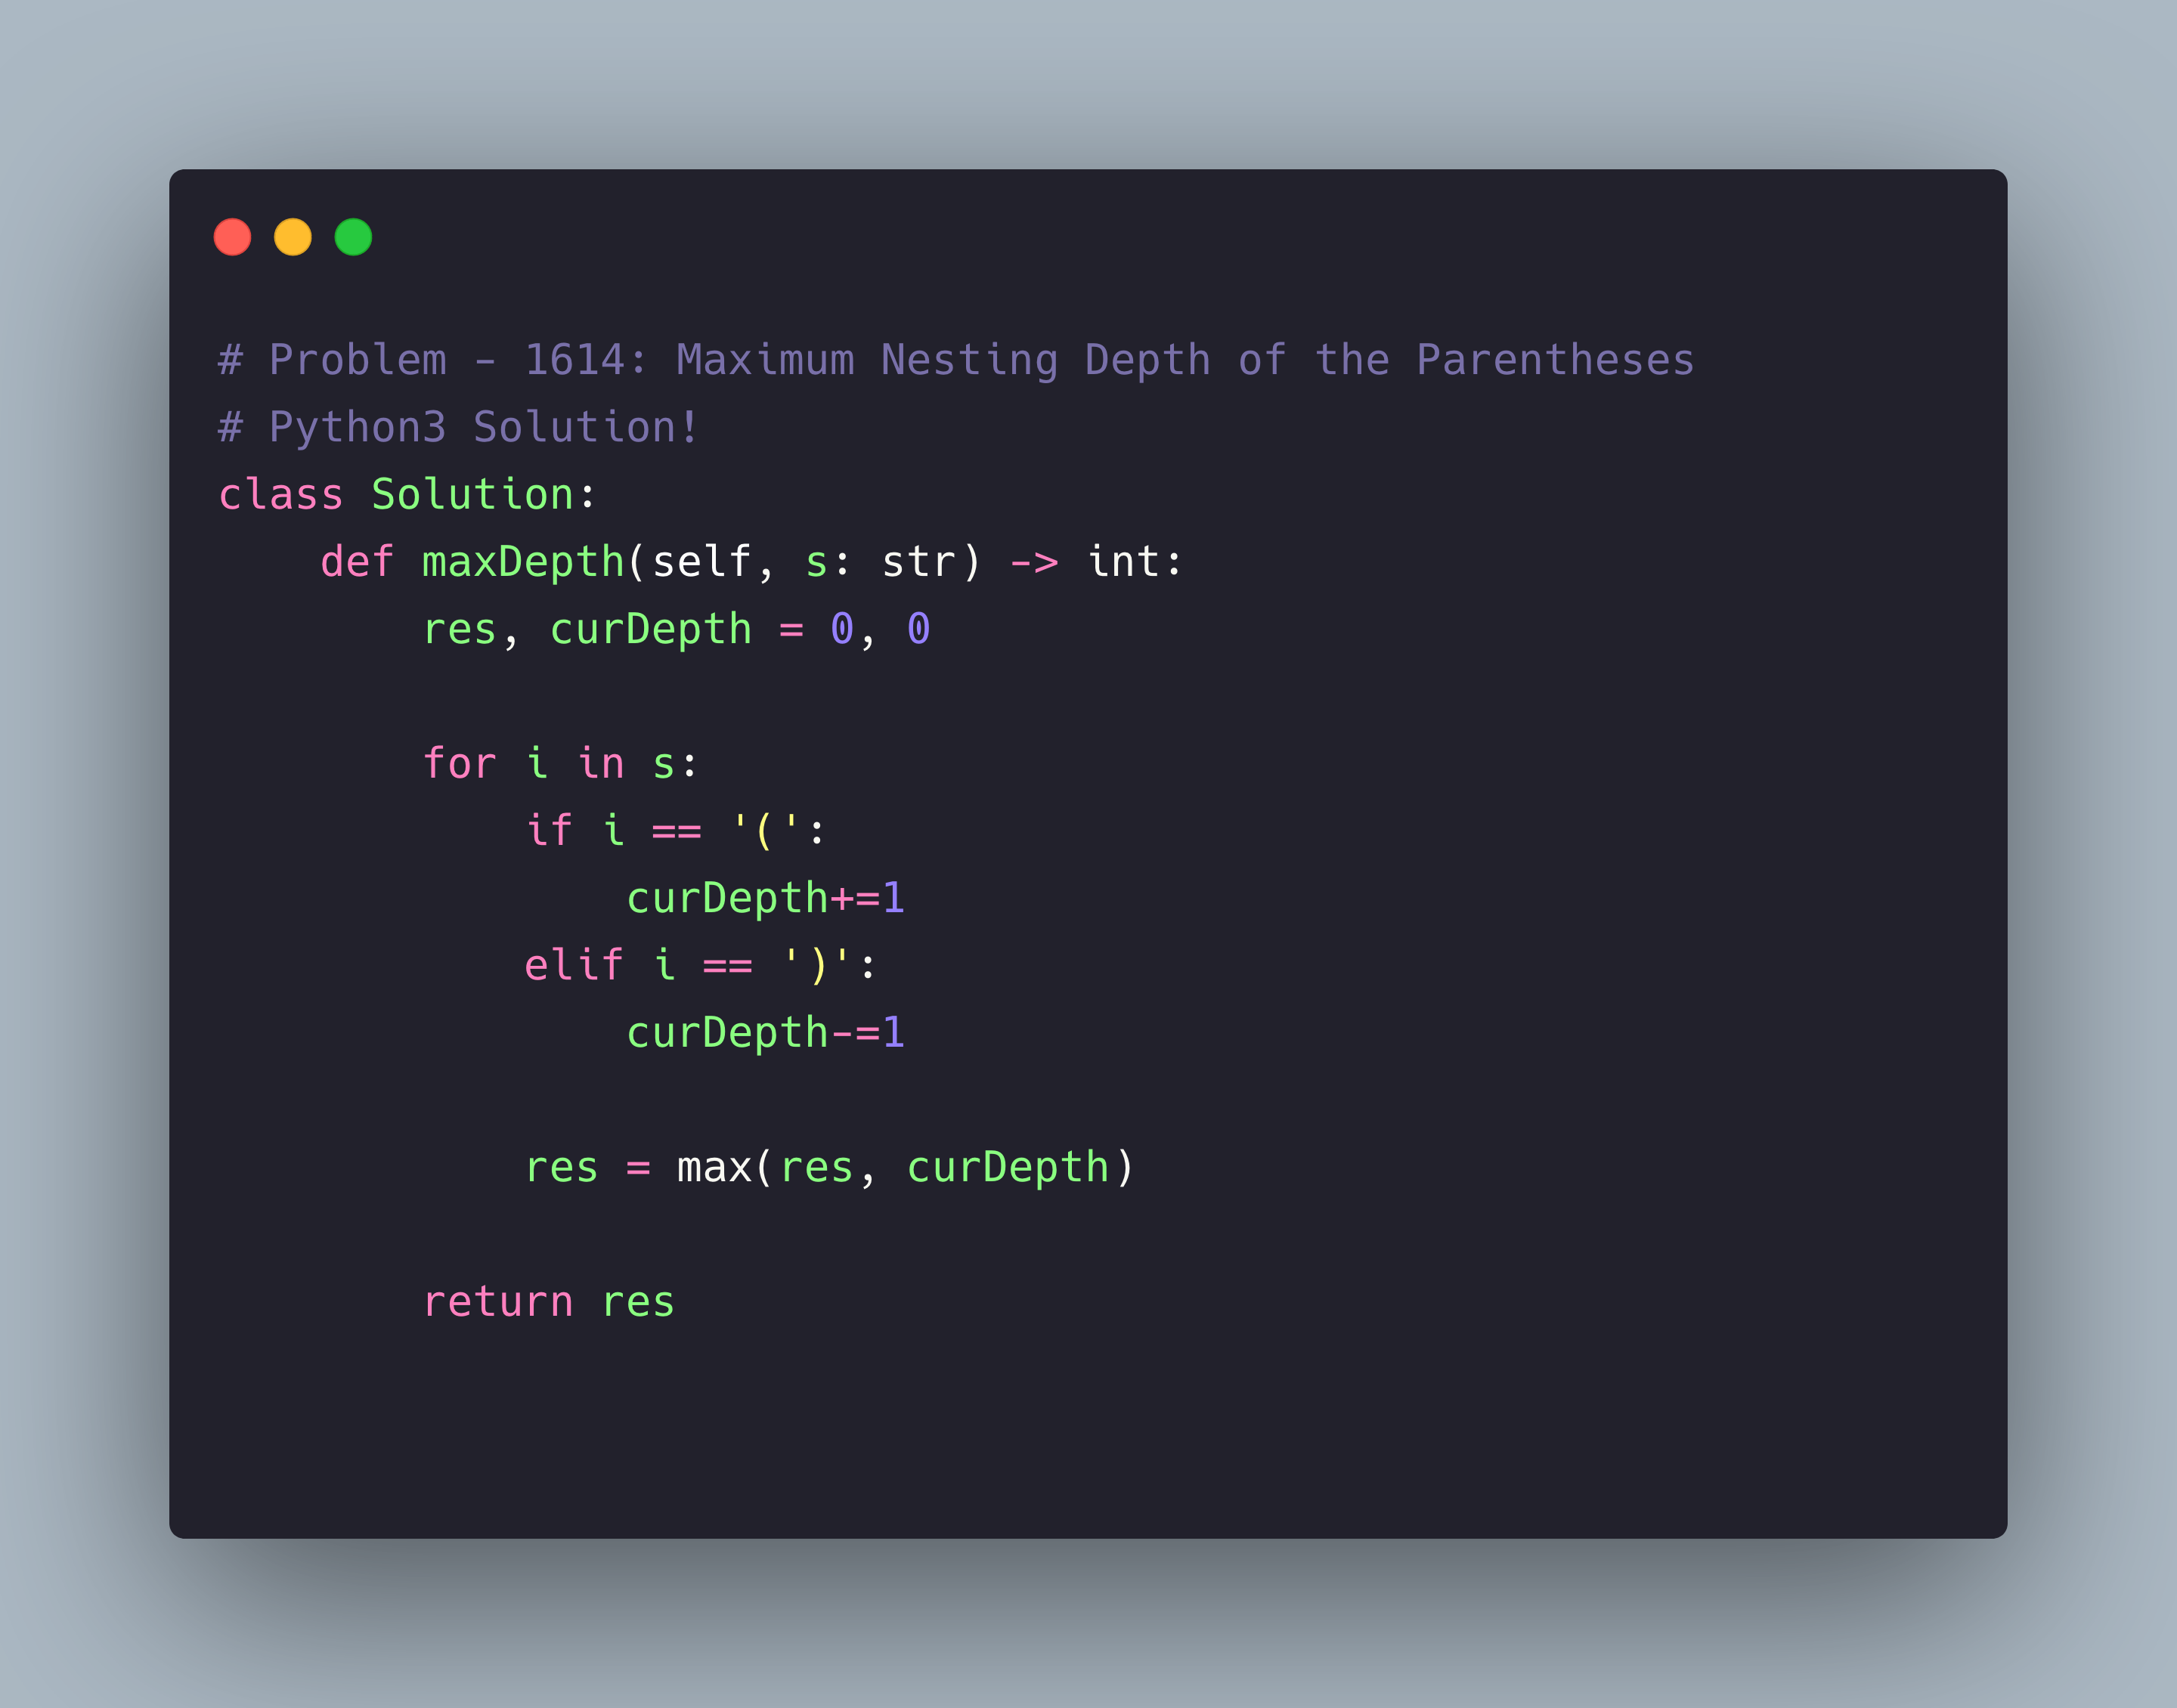 # Problem - 1614: Maximum Nesting Depth of the Parentheses
# Python3 Solution!
class Solution:
    def maxDepth(self, s: str) -> int:
        res, curDepth = 0, 0

        for i in s:
            if i == '(':
                curDepth+=1
            elif i == ')':
                curDepth-=1

            res = max(res, curDepth)

        return res